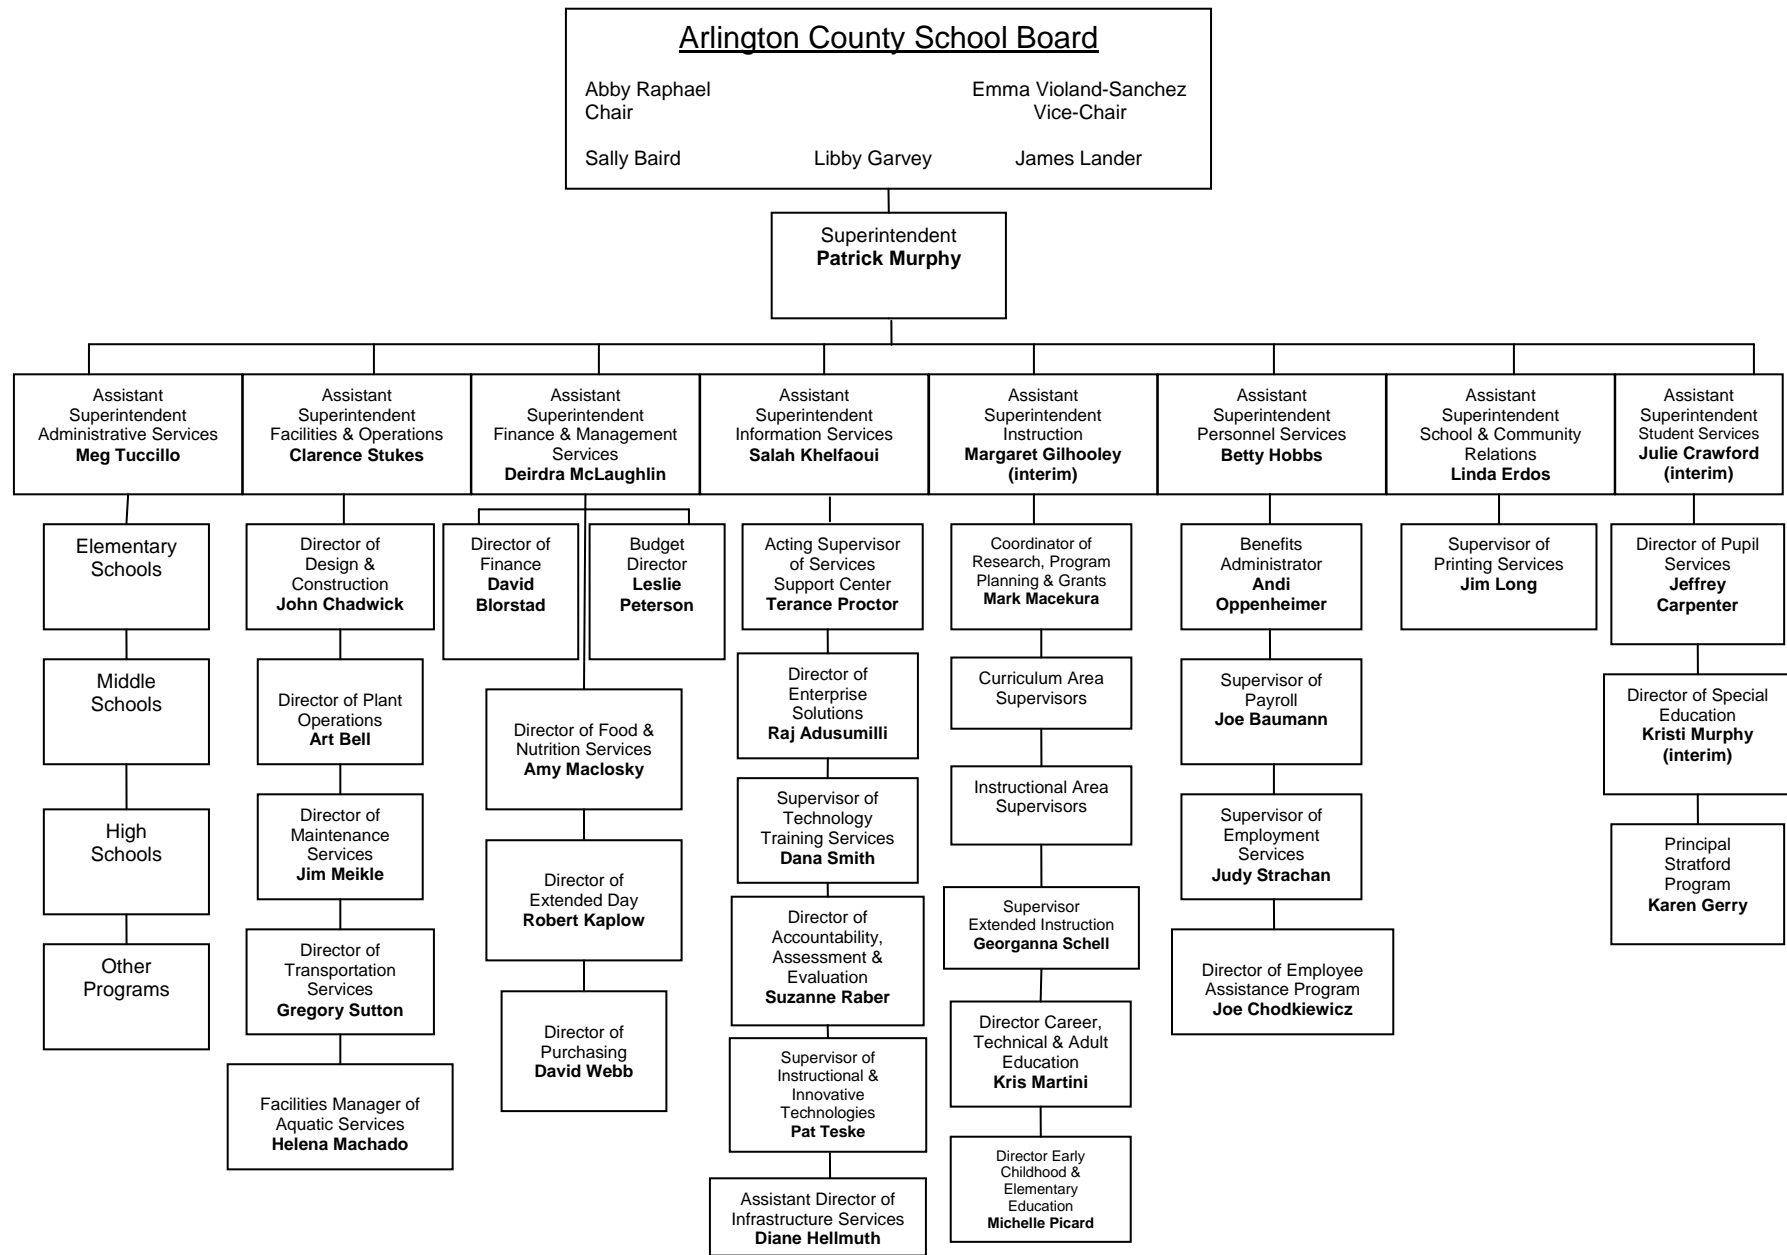 Arlington County School Board
Abby Raphael
Chair
Emma Violand-Sanchez
Vice-Chair
Sally Baird
Libby Garvey
James Lander
Superintendent
Patrick Murphy
Assistant
Superintendent
Administrative Services
Meg Tuccillo
Assistant
Superintendent
Facilities & Operations
Clarence Stukes
Assistant
Superintendent
Finance & Management
Services
Deirdra McLaughlin
Assistant
Superintendent
Information Services
Salah Khelfaoui
Assistant
Superintendent
Instruction
Margaret Gilhooley
(interim)
Assistant
Superintendent
Personnel Services
Betty Hobbs
Assistant
Superintendent
School & Community
Relations
Linda Erdos
Assistant
Superintendent
Student Services
Julie Crawford
(interim)
Elementary
Schools
Middle
Schools
High
Schools
Other
Programs
Director of
Design &
Construction
John Chadwick
Director of Plant
Operations
Art Bell
Director of
Maintenance
Services
Jim Meikle
Director of
Transportation
Services
Gregory Sutton
Facilities Manager of
Aquatic Services
Helena Machado
Director of
Finance
David
Blorstad
Budget
Director
Leslie
Peterson
Director of Food &
Nutrition Services
Amy Maclosky
Director of
Extended Day
Robert Kaplow
Director of
Purchasing
David Webb
Acting Supervisor
of Services
Support Center
Terance Proctor
Director of
Enterprise
Solutions
Raj Adusumilli
Supervisor of
Technology
Training Services
Dana Smith
Director of
Accountability,
Assessment &
Evaluation
Suzanne Raber
Supervisor of
Instructional &
Innovative
Technologies
Pat Teske
Assistant Director of
Infrastructure Services
Diane Hellmuth
Coordinator of
Research, Program
Planning & Grants
Mark Macekura
Curriculum Area
Supervisors
Instructional Area
Supervisors
Supervisor
Extended Instruction
Georganna Schell
Director Career,
Technical & Adult
Education
Kris Martini
Director Early
Childhood &
Elementary
Education
Michelle Picard
Benefits
Administrator
Andi
Oppenheimer
Supervisor of
Payroll
Joe Baumann
Supervisor of
Employment
Services
Judy Strachan
Director of Employee
Assistance Program
Joe Chodkiewicz
Supervisor of
Printing Services
Jim Long
Director of Pupil
Services
Jeffrey
Carpenter
Director of Special
Education
Kristi Murphy
(interim)
Principal
Stratford
Program
Karen Gerry